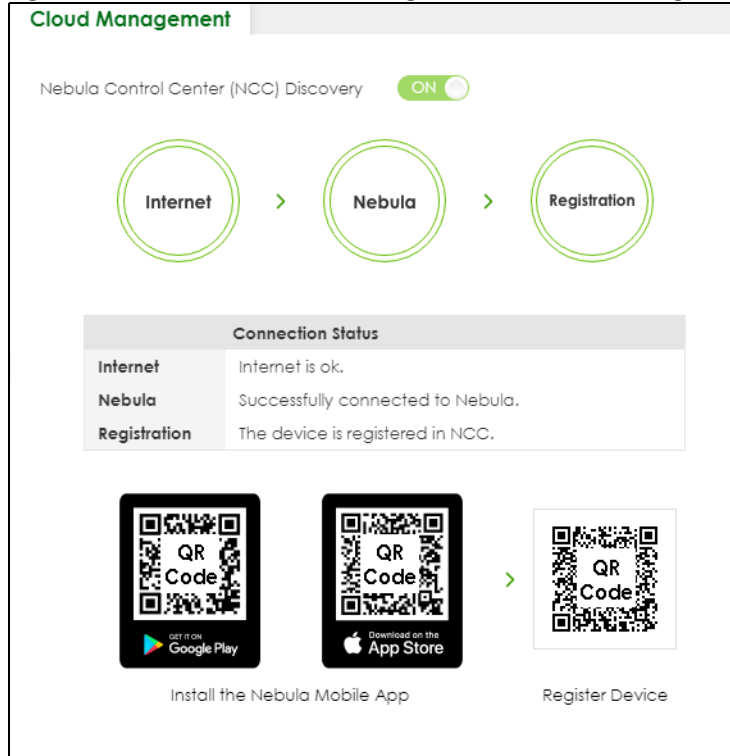 Cloud Management
Nebula Control Center (NCC) Discovery ON
Internet > Nebula > Registration
Connection Status
Internet Internet is ok.
Nebula Successfully connected to Nebula.
Registration The device is registered in NCC.
QR
Code
GET IT ON
Google Play
QR
Code
Download on the
App Store
>
QR
Code
Install the Nebula Mobile App
Register Device